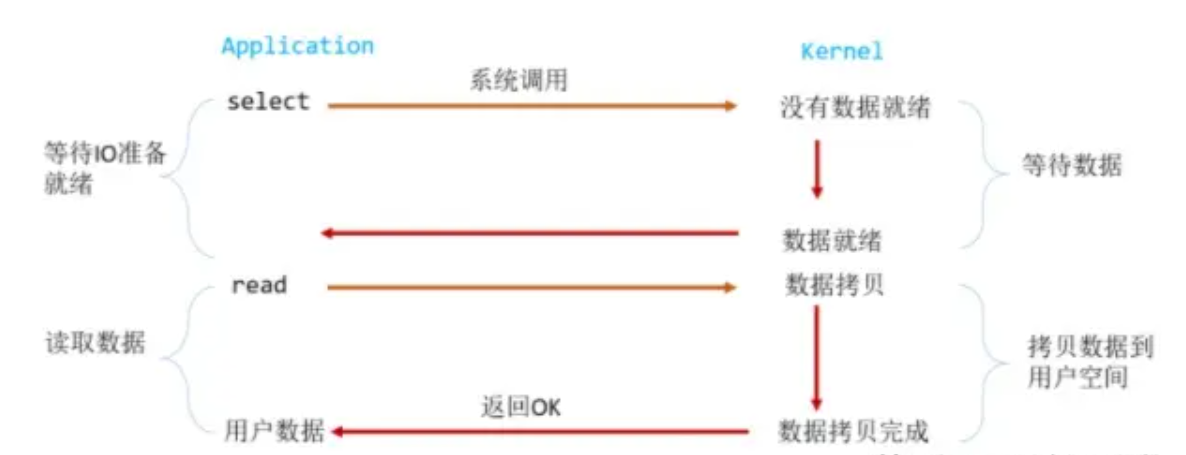 Application
Kernel
系统调用
select
没有数据就绪
等待IO准备
就绪
等待数据
数据就绪
read
数据拷贝
读取数据
拷贝数据到
用户空间
返回OK
用户数据
数据拷贝完成